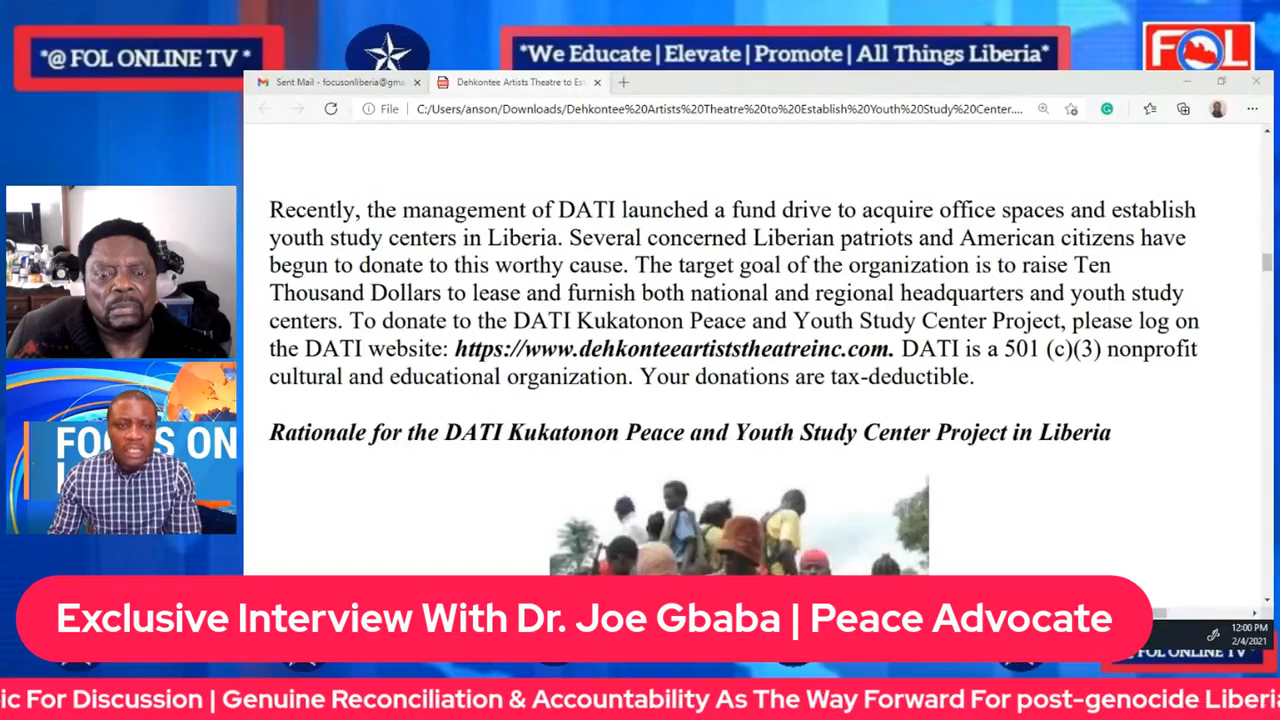 *@ FOL ONLINE TV *
*We Educate | Elevate | Promote | All Things Liberia*
FOL
Sent Mail - focusonliberia@gma
Dehkontee Artists Theatre to Es
File
C:/Users/anson/Downloads/Dehkontee%20Artists%20Theatre%20to%20Establish%20Youth%20Study%20Center....
Recently, the management of DATI launched a fund drive to acquire office spaces and establish
youth study centers in Liberia. Several concerned Liberian patriots and American citizens have
begun to donate to this worthy cause. The target goal of the organization is to raise Ten
Thousand Dollars to lease and furnish both national and regional headquarters and youth study
centers. To donate to the DATI Kukatonon Peace and Youth Study Center Project, please log on
the DATI website: https://www.dehkonteeartiststheatreinc.com. DATI is a 501 (c)(3) nonprofit
cultural and educational organization. Your donations are tax-deductible.
Rationale for the DATI Kukatonon Peace and Youth Study Center Project in Liberia
FOCUS ON
Exclusive Interview With Dr. Joe Gbaba | Peace Advocate
12:00 PM
2/4/2021
@ FOL ONLINE TV *
ic For Discussion | Genuine Reconciliation & Accountability As The Way Forward For post-genocide Liberi